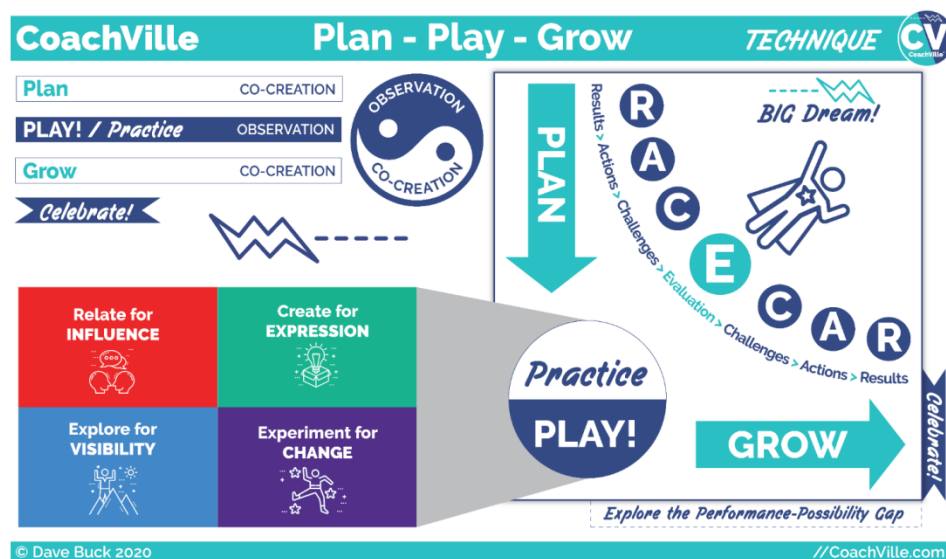 CoachVille
Plan - Play - Grow
TECHNIQUE
CV
CoachVille
Plan CO-CREATION
PLAY! / Practice OBSERVATION
Grow CO-CREATION
Celebrate!
OBSERVATION
CO-CREATION
PLAN
R
A
C
E
C
A
R
Results > Actions > Challenges > Evaluation > Challenges > Actions > Results
BIG Dream!
Relate for
INFLUENCE
Create for
EXPRESSION
Explore for
VISIBILITY
Experiment for
CHANGE
Practice
PLAY!
GROW
Celebrate!
Explore the Performance-Possibility Gap
© Dave Buck 2020
//CoachVille.com